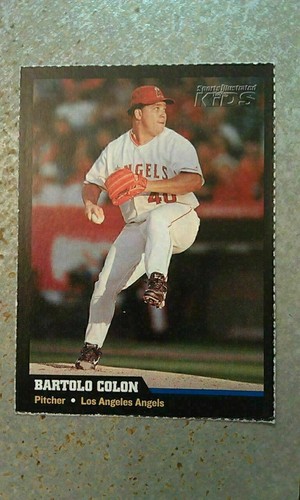 Sports Illustrated
KiDS
A
ANGELS
40
BARTOLO COLON
Pitcher • Los Angeles Angels